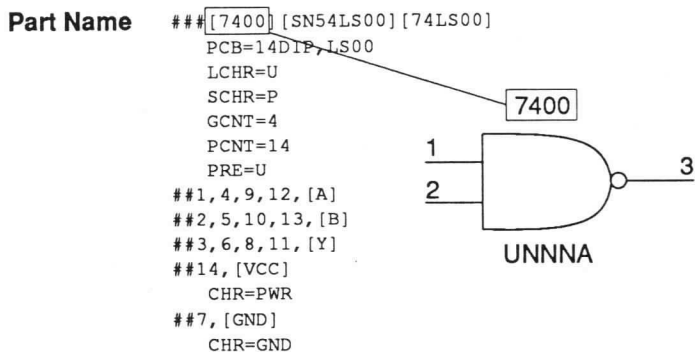 Part Name
###[7400][SN54LS00][74LS00]
PCB=14DIP,LS00
LCHR=U
SCHR=P
GCNT=4
PCNT=14
PRE=U
##1,4,9,12,[A]
##2,5,10,13,[B]
##3,6,8,11,[Y]
##14,[VCC]
CHR=PWR
##7,[GND]
CHR=GND
7400
1
2
3
UNNNA